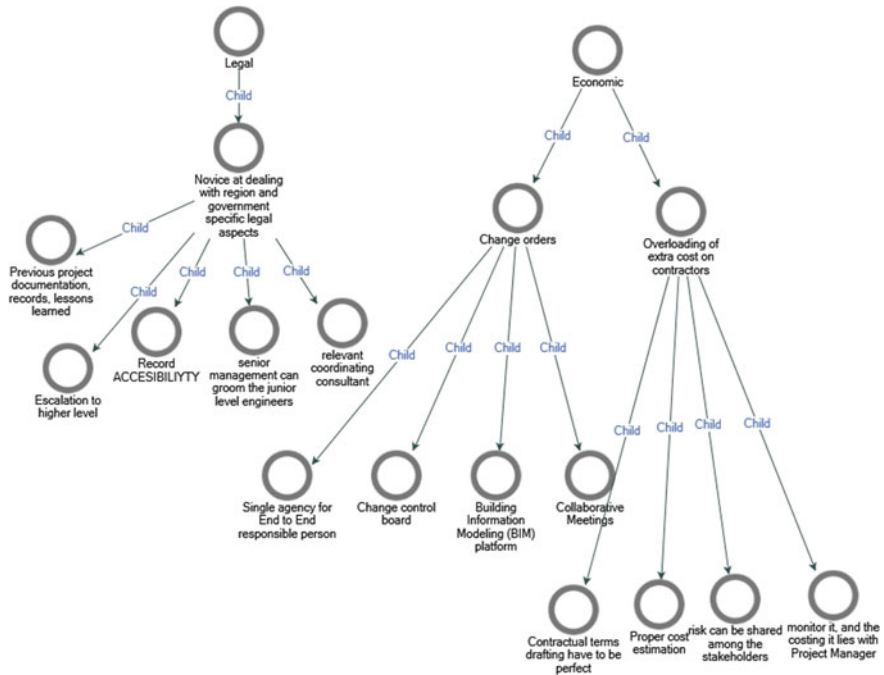 Legal
Economic
Child
Child
Child
Novice at dealing
with region and
government
specific legal
aspects
Change orders
Overloading of
extra cost on
contractors
Child
Child
Child
Child
Child
Previous project
documentation,
records, lessons
learned
Escalation to
higher level
Record
ACCESIBILIYTY
senior
management can
groom the junior
level engineers
relevant
coordinating
consultant
Child
Child
Child
Child
Child
Child
Child
Child
Single agency for
End to End
responsible person
Change control
board
Building
Information
Modeling (BIM)
platform
Collaborative
Meetings
Contractual terms
drafting have to be
perfect
Proper cost
estimation
risk can be shared
among the
stakeholders
monitor it, and the
costing it lies with
Project Manager